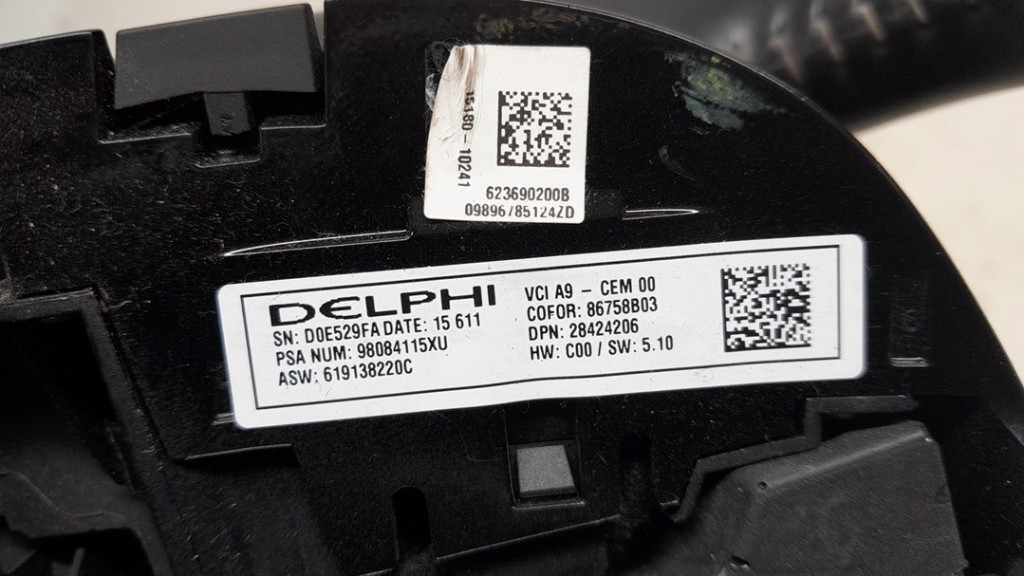 15180-10241
623690200B
09896785124ZD
DELPHI
SN: D0E529FA DATE: 15 611
PSA NUM: 98084115XU
ASW: 619138220C
VCI A9 - CEM 00
COFOR: 86758B03
DPN: 28424206
HW: C00 / SW: 5.10